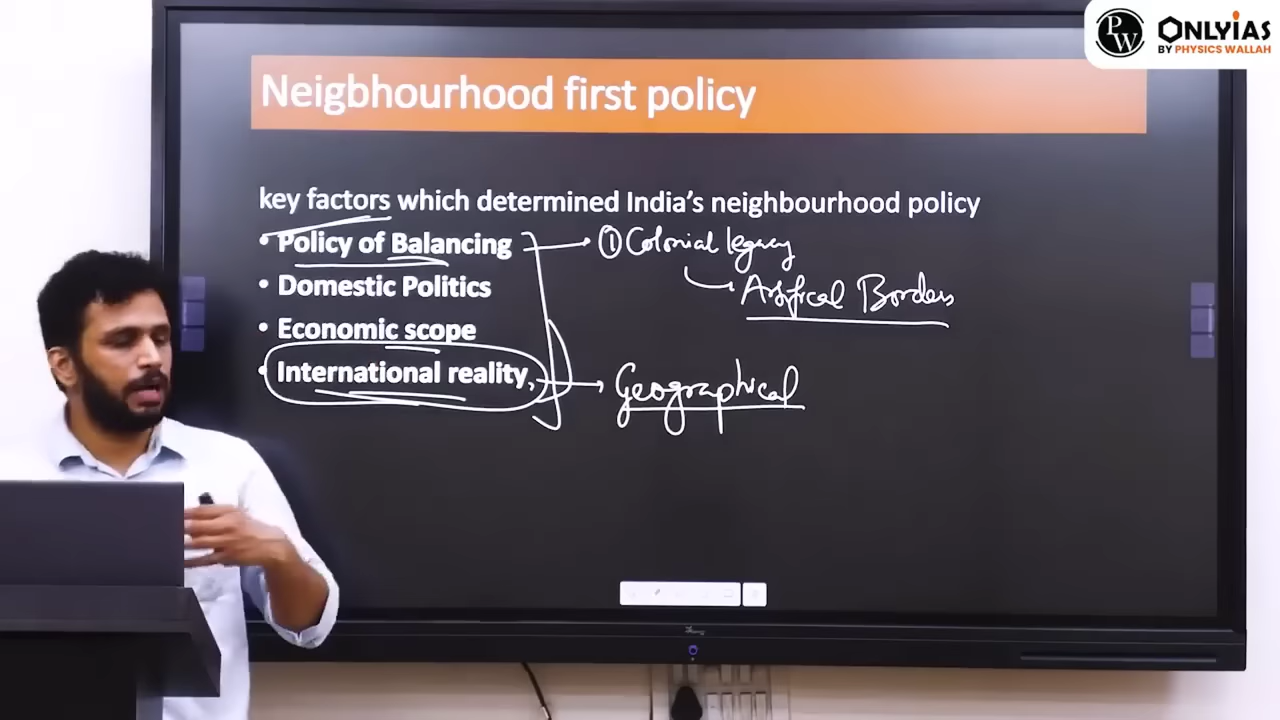 PW ONLYIAS
BY PHYSICS WALLAH
Neigbhourhood first policy
key factors which determined India's neighbourhood policy
• Policy of Balancing
① Colonial legacy
Artifical Borders
• Domestic Politics
• Economic scope
• International reality,
Geographical